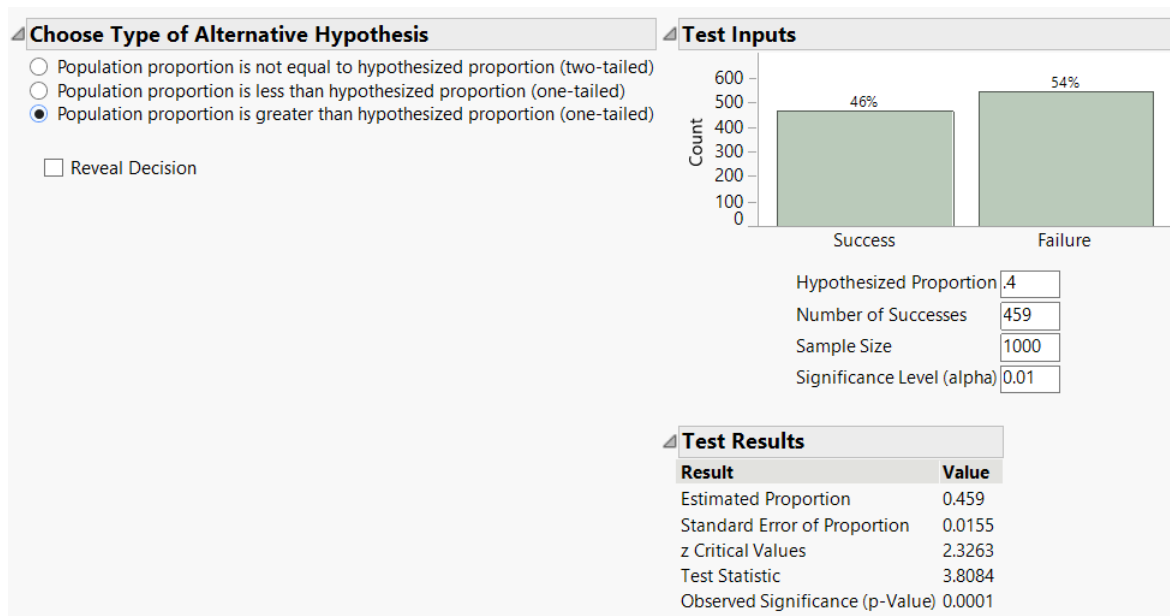 Choose Type of Alternative Hypothesis
Population proportion is not equal to hypothesized proportion (two-tailed)
Population proportion is less than hypothesized proportion (one-tailed)
Population proportion is greater than hypothesized proportion (one-tailed)
Reveal Decision
Test Inputs
600
500
400
300
200
100
0
Count
46%
54%
Success
Failure
Hypothesized Proportion .4
Number of Successes 459
Sample Size 1000
Significance Level (alpha) 0.01
Test Results
Result Value
Estimated Proportion 0.459
Standard Error of Proportion 0.0155
z Critical Values 2.3263
Test Statistic 3.8084
Observed Significance (p-Value) 0.0001